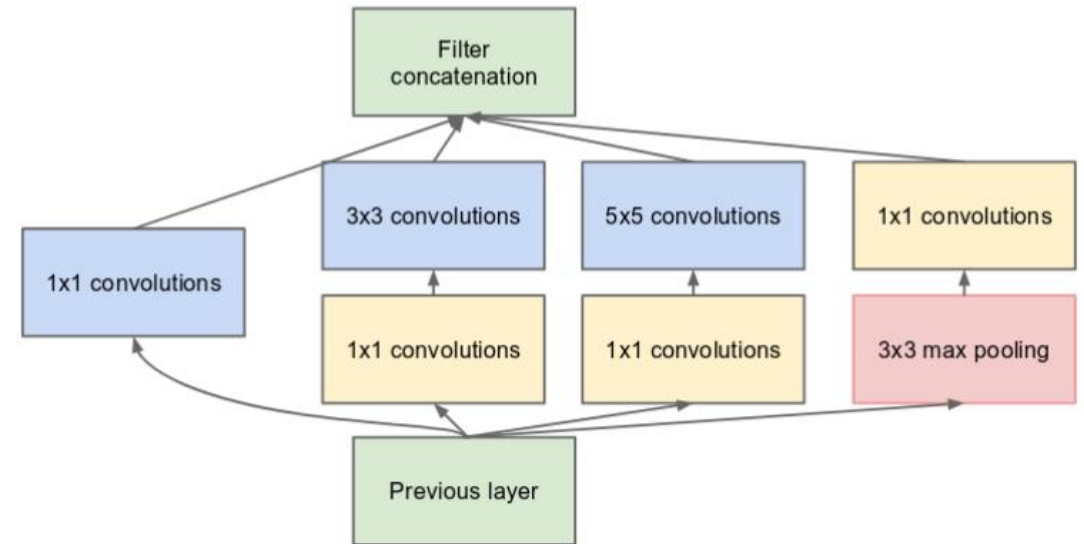 Filter
concatenation
3x3 convolutions
5x5 convolutions
1x1 convolutions
1x1 convolutions
1x1 convolutions
1x1 convolutions
3x3 max pooling
Previous layer